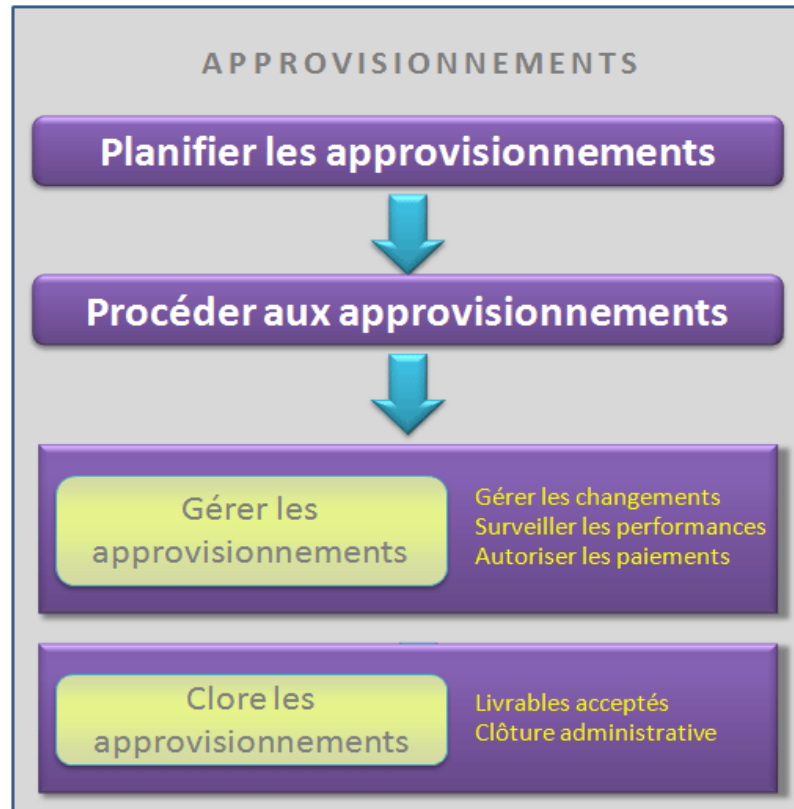 APPROVISIONNEMENTS
Planifier les approvisionnements
Procéder aux approvisionnements
Gérer les
approvisionnements
Gérer les changements
Surveiller les performances
Autoriser les paiements
Clore les
approvisionnements
Livrables acceptés
Clôture administrative